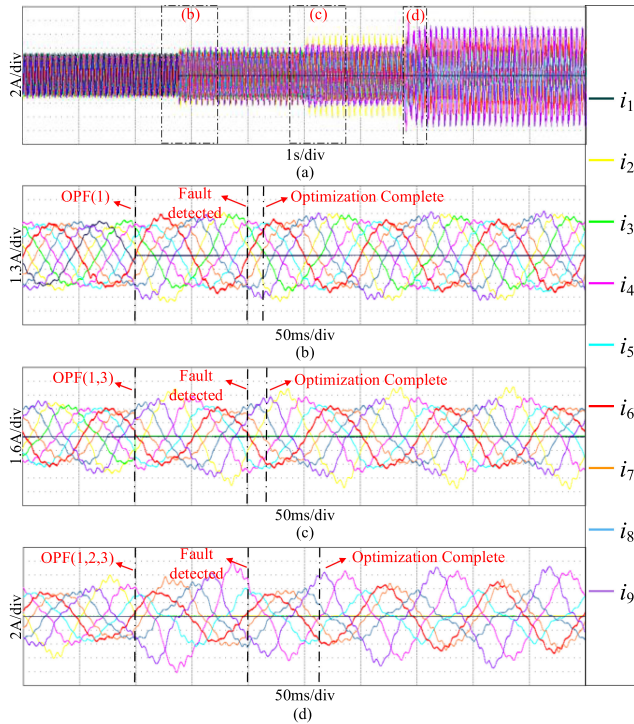 (b)
(c)
(d)
2A/div
1s/div
(a)
i1
i2
i3
i4
i5
i6
i7
i8
i9
OPF(1)
Fault
detected
Optimization Complete
1.3A/div
50ms/div
(b)
OPF(1,3)
Fault
detected
Optimization Complete
1.6A/div
50ms/div
(c)
OPF(1,2,3)
Fault
detected
Optimization Complete
2A/div
50ms/div
(d)